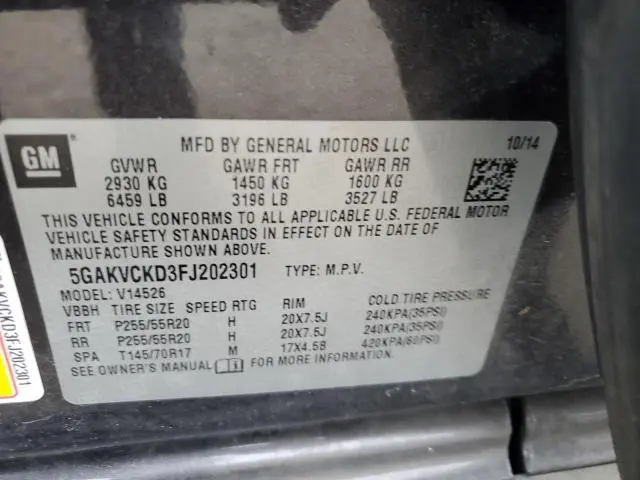 GM
MFD BY GENERAL MOTORS LLC 10/14
GVWR GAWR FRT GAWR RR
2930 KG 1450 KG 1600 KG
6459 LB 3196 LB 3527 LB
THIS VEHICLE CONFORMS TO ALL APPLICABLE U.S. FEDERAL MOTOR
VEHICLE SAFETY STANDARDS IN EFFECT ON THE DATE OF
MANUFACTURE SHOWN ABOVE.
5GAKVCKD3FJ202301 TYPE: M.P.V.
MODEL: V14526
VBBH TIRE SIZE SPEED RTG RIM COLD TIRE PRESSURE
FRT P255/55R20 H 20X7.5J 240KPA(35PSI)
RR P255/55R20 H 20X7.5J 240KPA(35PSI)
SPA T145/70R17 M 17X4.5B 420KPA(60PSI)
SEE OWNER'S MANUAL FOR MORE INFORMATION
5GAKVCKD3FJ202301